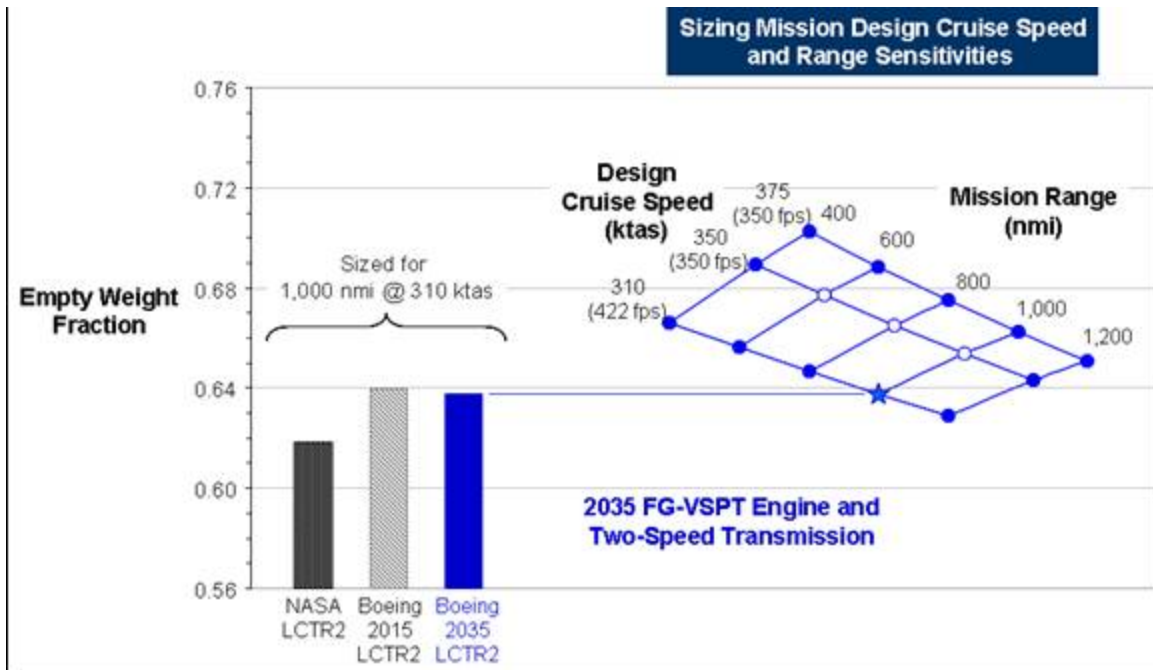 Sizing Mission Design Cruise Speed
and Range Sensitivities
0.76
0.72
0.68
0.64
0.60
0.56
Empty Weight
Fraction
Sized for
1,000 nmi @ 310 ktas
Design
Cruise Speed
(ktas)
375
(350 fps)
350
(350 fps)
310
(422 fps)
Mission Range
(nmi)
400
600
800
1,000
1,200
2035 FG-VSPT Engine and
Two-Speed Transmission
NASA
LCTR2
Boeing
2015
LCTR2
Boeing
2035
LCTR2